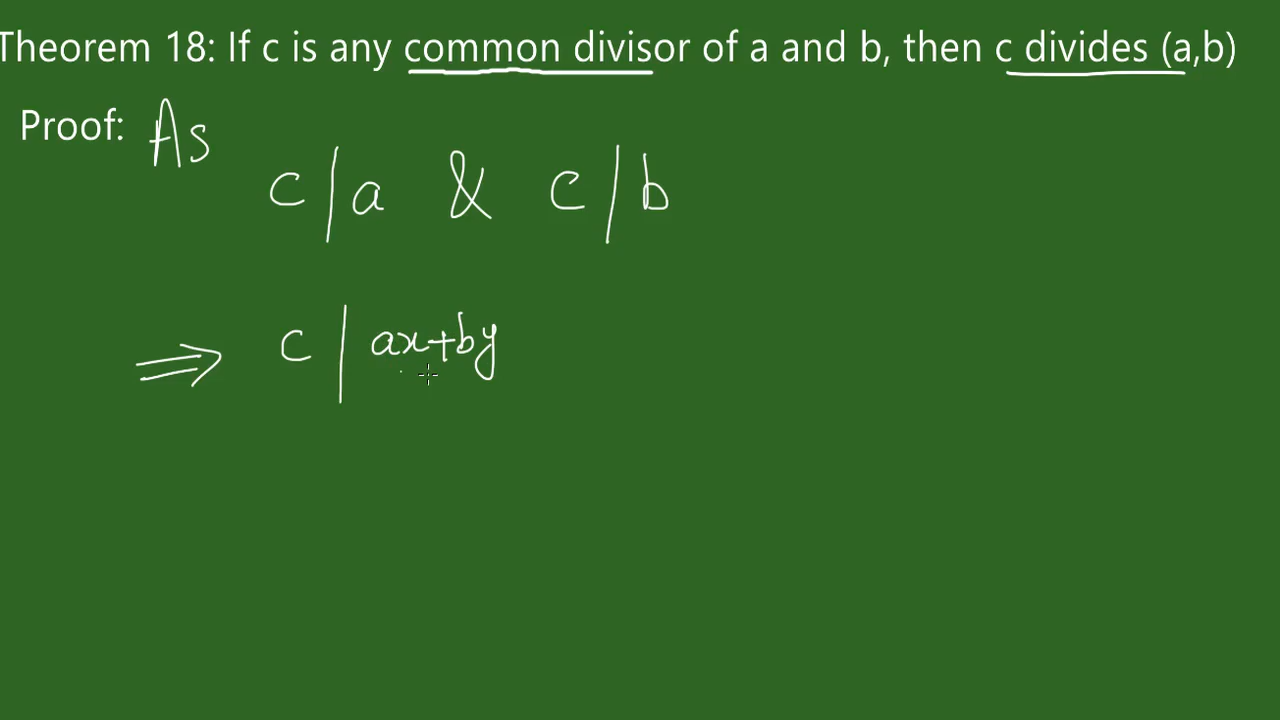 Theorem 18: If c is any common divisor of a and b, then c divides (a,b)
Proof: As
c | a & c | b
⇒ c | ax+by